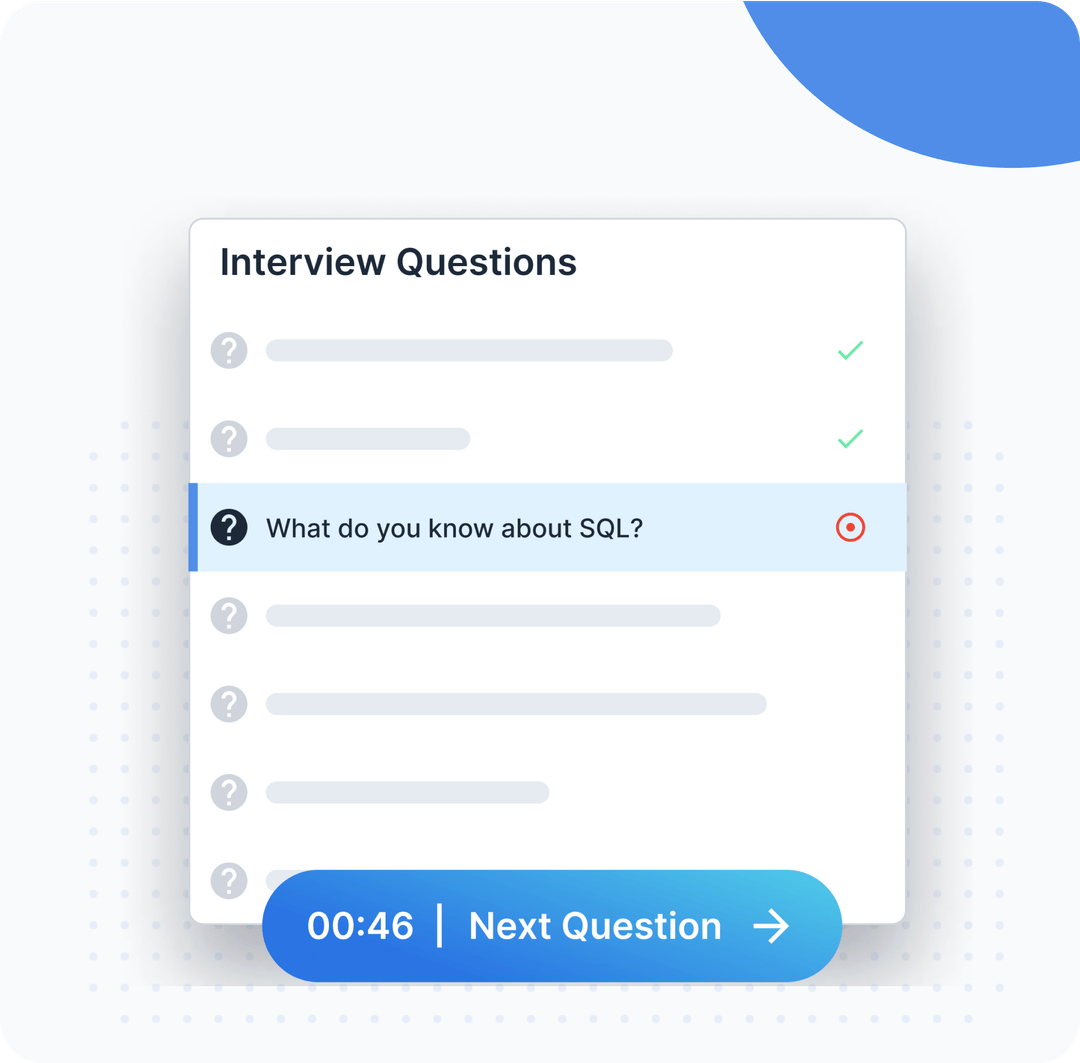 Interview Questions
What do you know about SQL?
00:46 | Next Question →